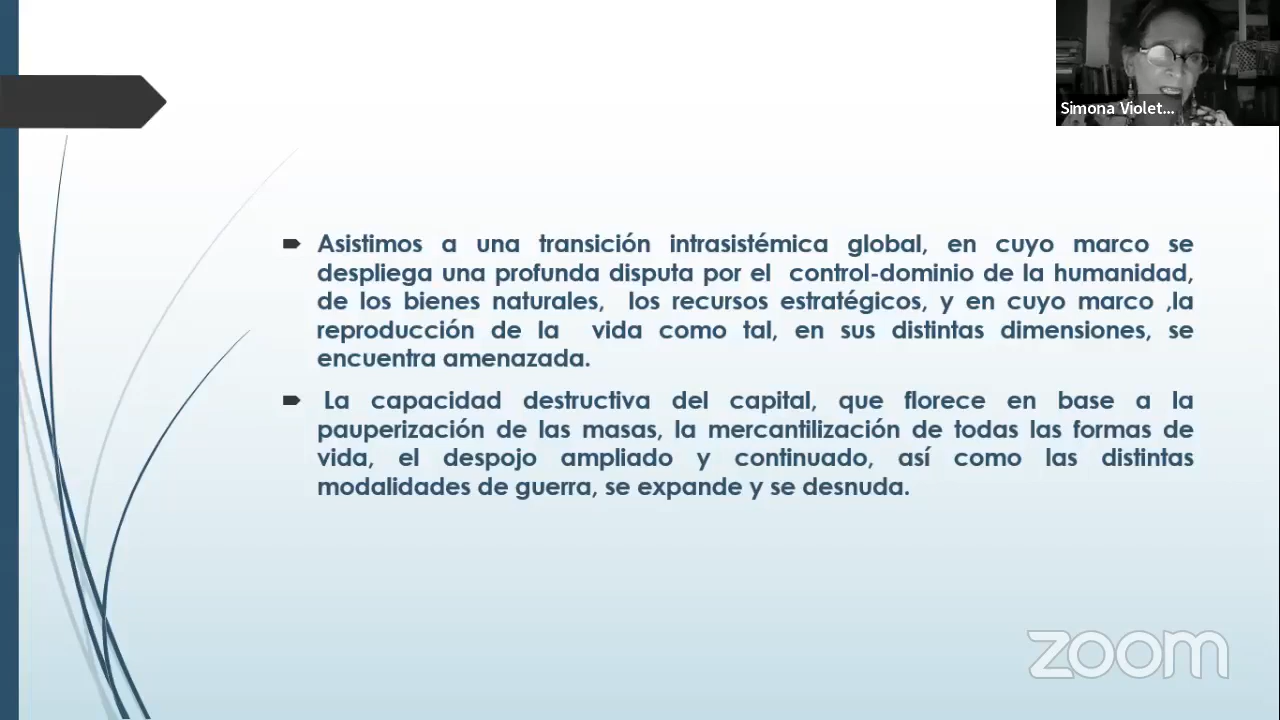 Simona Violet...
Asistimos a una transición intrasistémica global, en cuyo marco se
despliega una profunda disputa por el control-dominio de la humanidad,
de los bienes naturales, los recursos estratégicos, y en cuyo marco ,la
reproducción de la vida como tal, en sus distintas dimensiones, se
encuentra amenazada.
La capacidad destructiva del capital, que florece en base a la
pauperización de las masas, la mercantilización de todas las formas de
vida, el despojo ampliado y continuado, así como las distintas
modalidades de guerra, se expande y se desnuda.
zoom